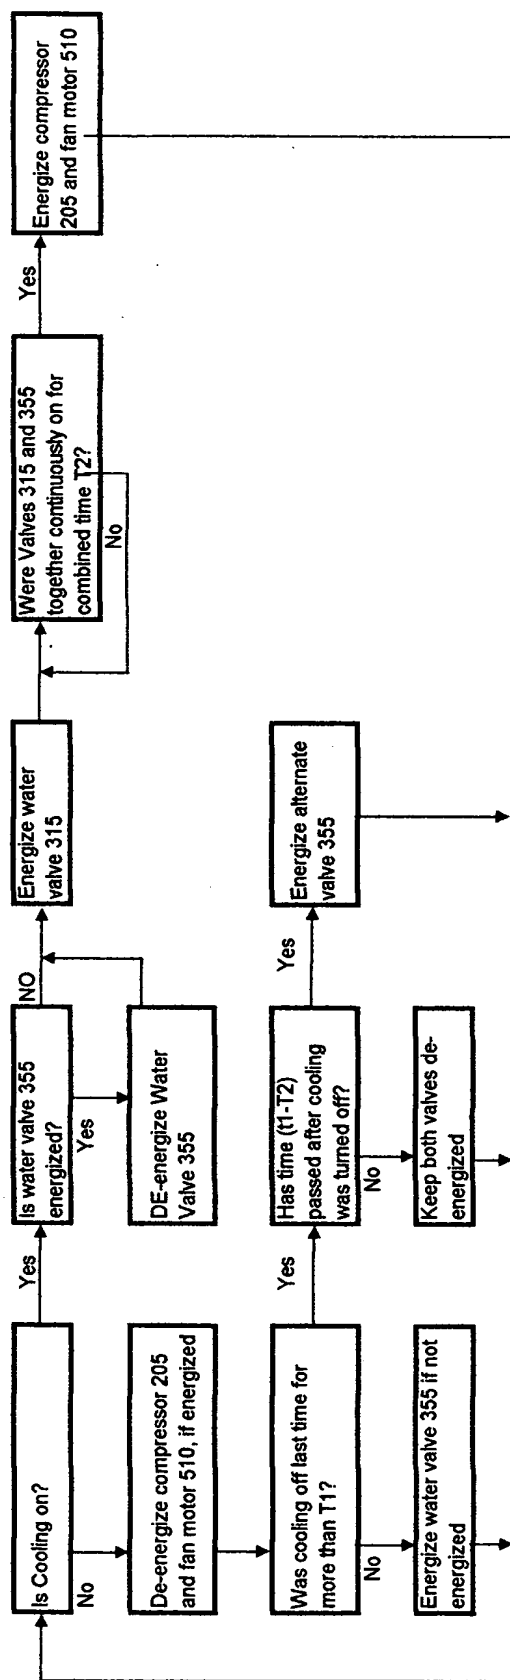 Is Cooling on?
Yes
No
Is water valve 355
energized?
NO
Yes
DE-energize Water
Valve 355
Energize water
valve 315
Were Valves 315 and 355
together continuously on for
combined time T2?
No
Yes
Energize compressor
205 and fan motor 510
De-energize compressor 205
and fan motor 510, if energized
Was cooling off last time for
more than T1?
Yes
No
Has time (t1-T2)
passed after cooling
was turned off?
Yes
No
Energize alternate
valve 355
Energize water valve 355 if not
energized
Keep both valves de-
energized